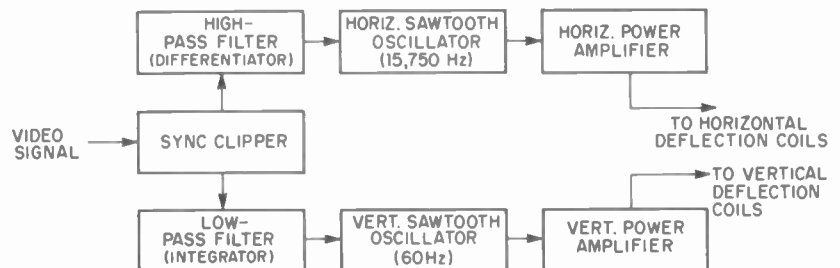 HIGH-
PASS FILTER
(DIFFERENTIATOR)
HORIZ. SAWTOOTH
OSCILLATOR
(15,750 Hz)
HORIZ. POWER
AMPLIFIER
VIDEO
SIGNAL
SYNC CLIPPER
TO HORIZONTAL
DEFLECTION COILS
LOW-
PASS FILTER
(INTEGRATOR)
VERT. SAWTOOTH
OSCILLATOR
(60Hz)
VERT. POWER
AMPLIFIER
TO VERTICAL
DEFLECTION
COILS